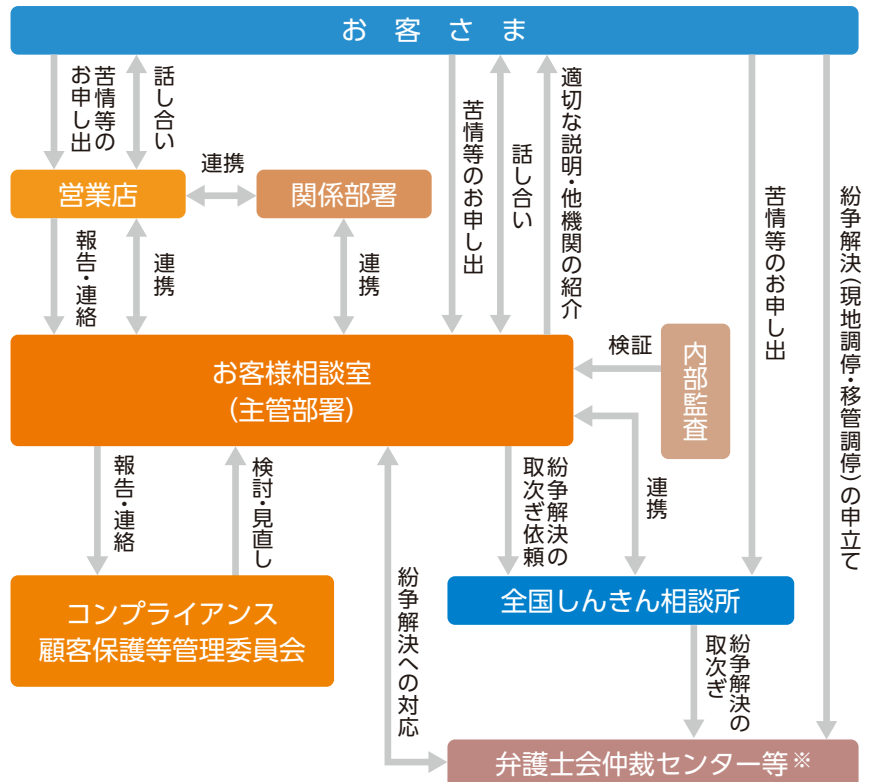 お客さま
苦情等の
お申し出
話し合い
苦情等のお申し出
話し合い
適切な説明・他機関の紹介
苦情等のお申し出
紛争解決(現地調停・移管調停)の申立て
営業店
連携
関係部署
報告・連絡
連携
連携
お客様相談室
(主管部署)
検証
内部監査
報告・連絡
検討・見直し
紛争解決への対応
紛争解決の
取次ぎ依頼
連携
コンプライアンス
顧客保護等管理委員会
全国しんきん相談所
紛争解決の
取次ぎ
弁護士会仲裁センター等※